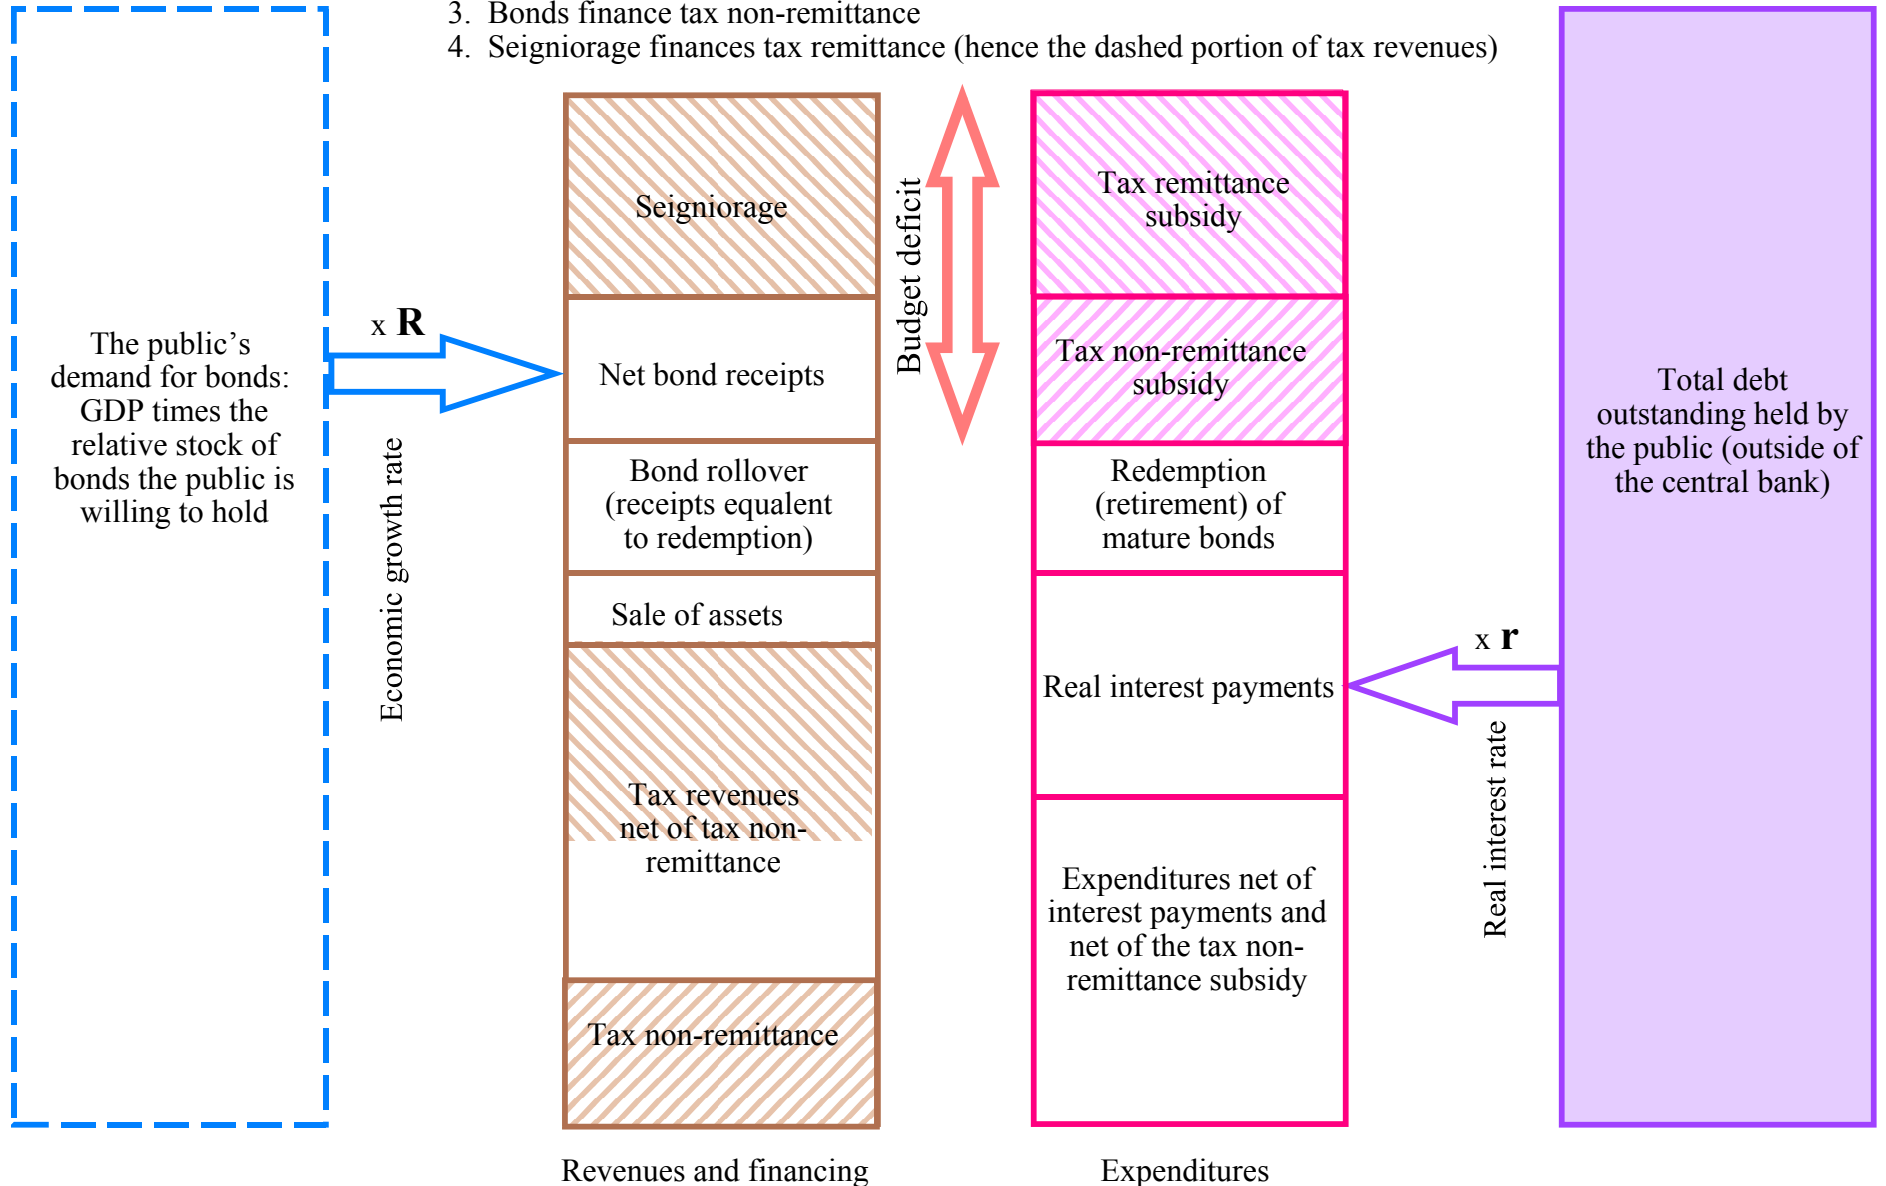 3. Bonds finance tax non-remittance
4. Seigniorage finances tax remittance (hence the dashed portion of tax revenues)
The public’s
demand for bonds:
GDP times the
relative stock of
bonds the public is
willing to hold
x R
Economic growth rate
Seigniorage
Net bond receipts
Bond rollover
(receipts equalent
to redemption)
Sale of assets
Tax revenues
net of tax non-
remittance
Tax non-remittance
Revenues and financing
Budget deficit
Tax remittance
subsidy
Tax non-remittance
subsidy
Redemption
(retirement) of
mature bonds
Real interest payments
Expenditures net of
interest payments and
net of the tax non-
remittance subsidy
Expenditures
x r
Real interest rate
Total debt
outstanding held by
the public (outside of
the central bank)